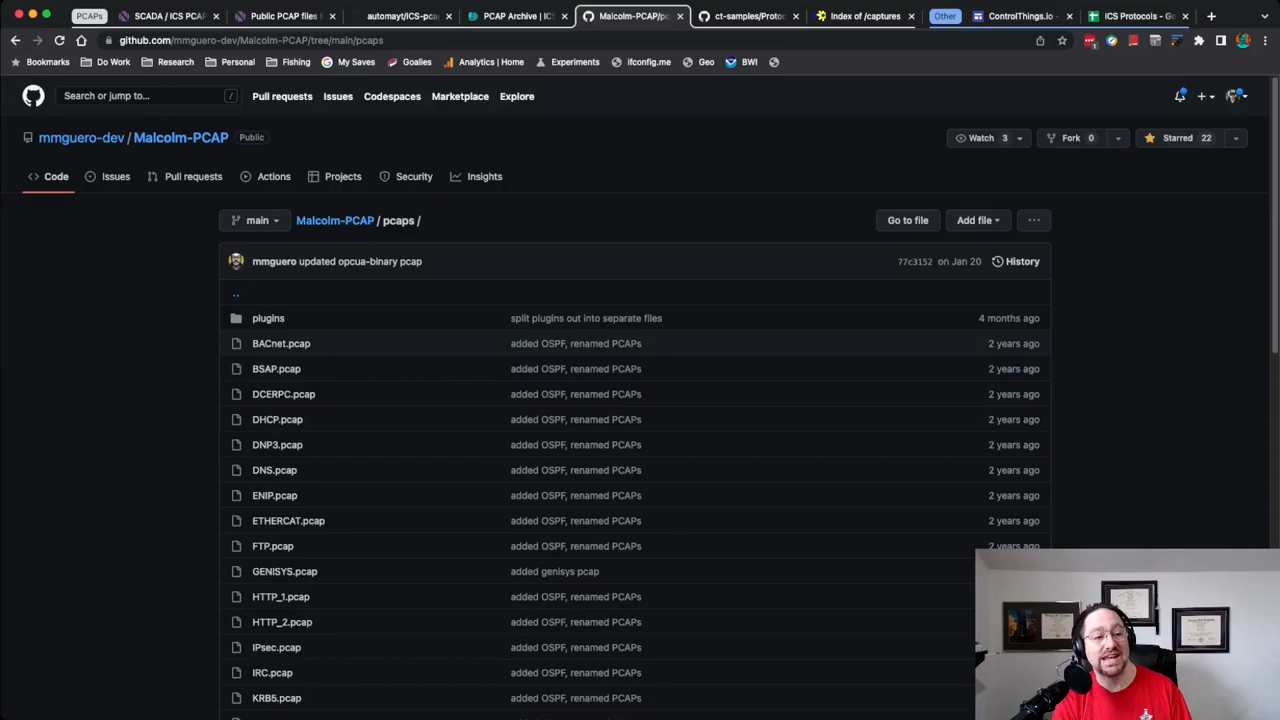 PCAPs
SCADA / ICS PCAP
Public PCAP files
automayt/ICS-pca
PCAP Archive | ICS
Malcolm-PCAP/pc
ct-samples/Protoc
Index of /captures
Other
ControlThings.io -
ICS Protocols - Go
github.com/mmguero-dev/Malcolm-PCAP/tree/main/pcaps
Bookmarks
Do Work
Research
Personal
Fishing
My Saves
Goalies
Analytics | Home
Experiments
ifconfig.me
Geo
BWI
Search or jump to...
/
Pull requests
Issues
Codespaces
Marketplace
Explore
mmguero-dev / Malcolm-PCAP
Public
Watch 3
Fork 0
Starred 22
Code
Issues
Pull requests
Actions
Projects
Security
Insights
main
Malcolm-PCAP / pcaps /
Go to file
Add file
...
mmguero updated opcua-binary pcap
77c3152 on Jan 20
History
..
plugins split plugins out into separate files 4 months ago
BACnet.pcap added OSPF, renamed PCAPs 2 years ago
BSAP.pcap added OSPF, renamed PCAPs 2 years ago
DCERPC.pcap added OSPF, renamed PCAPs 2 years ago
DHCP.pcap added OSPF, renamed PCAPs 2 years ago
DNP3.pcap added OSPF, renamed PCAPs 2 years ago
DNS.pcap added OSPF, renamed PCAPs 2 years ago
ENIP.pcap added OSPF, renamed PCAPs 2 years ago
ETHERCAT.pcap added OSPF, renamed PCAPs 2 years ago
FTP.pcap added OSPF, renamed PCAPs 2 years ago
GENISYS.pcap added genisys pcap
HTTP_1.pcap added OSPF, renamed PCAPs
HTTP_2.pcap added OSPF, renamed PCAPs
IPsec.pcap added OSPF, renamed PCAPs
IRC.pcap added OSPF, renamed PCAPs
KRB5.pcap added OSPF, renamed PCAPs